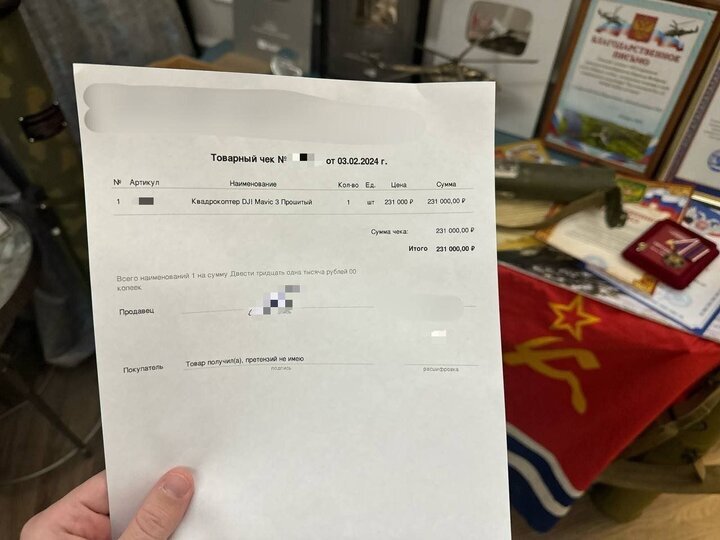 Товарный чек № от 03.02.2024 г.
№ Артикул Наименование Кол-во Ед. Цена Сумма
1 Квадрокоптер DJI Mavic 3 Прошитый 1 шт 231 000 ₽ 231 000,00 ₽
Сумма чека: 231 000,00 ₽
Итого 231 000,00 ₽
Всего наименований 1 на сумму Двести тридцать одна тысяча рублей 00
копеек
Продавец
Покупатель Товар получил(а), претензий не имею
подпись расшифровка
БЛАГОДАРСТВЕННОЕ
ПИСЬМО